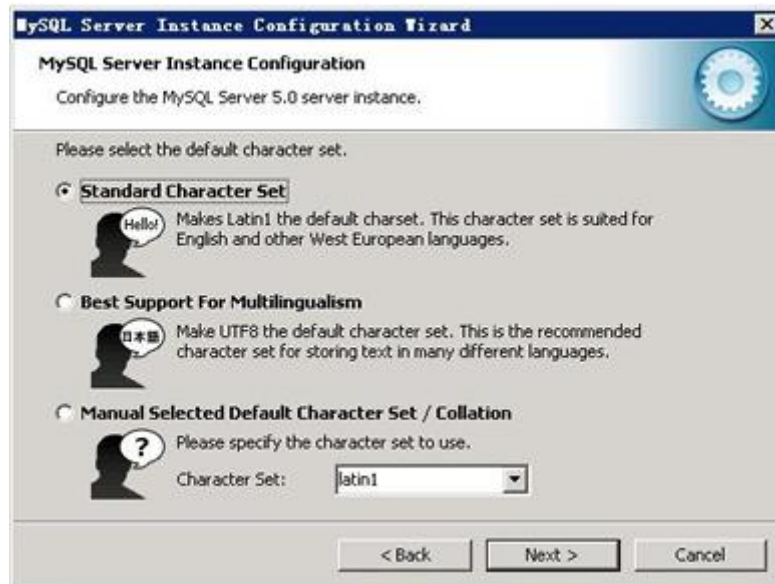 MySQL Server Instance Configuration Wizard
MySQL Server Instance Configuration
Configure the MySQL Server 5.0 server instance.
Please select the default character set.
Standard Character Set
Hello!
Makes Latin1 the default charset. This character set is suited for
English and other West European languages.
Best Support For Multilingualism
日本語
Make UTF8 the default character set. This is the recommended
character set for storing text in many different languages.
Manual Selected Default Character Set / Collation
?
Please specify the character set to use.
Character Set: latin1
< Back Next > Cancel